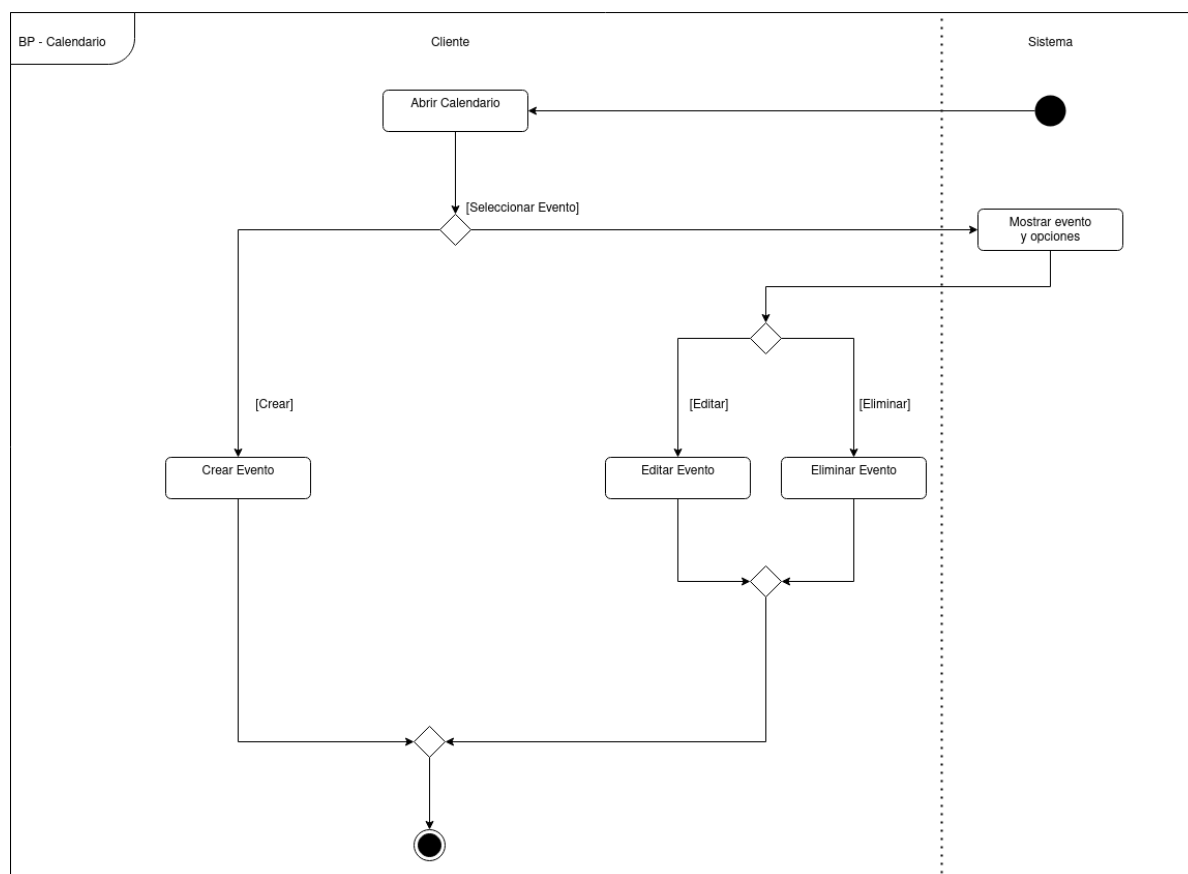 BP - Calendario
Cliente
Sistema
Abrir Calendario
[Seleccionar Evento]
Mostrar evento
y opciones
[Crear]
[Editar]
[Eliminar]
Crear Evento
Editar Evento
Eliminar Evento